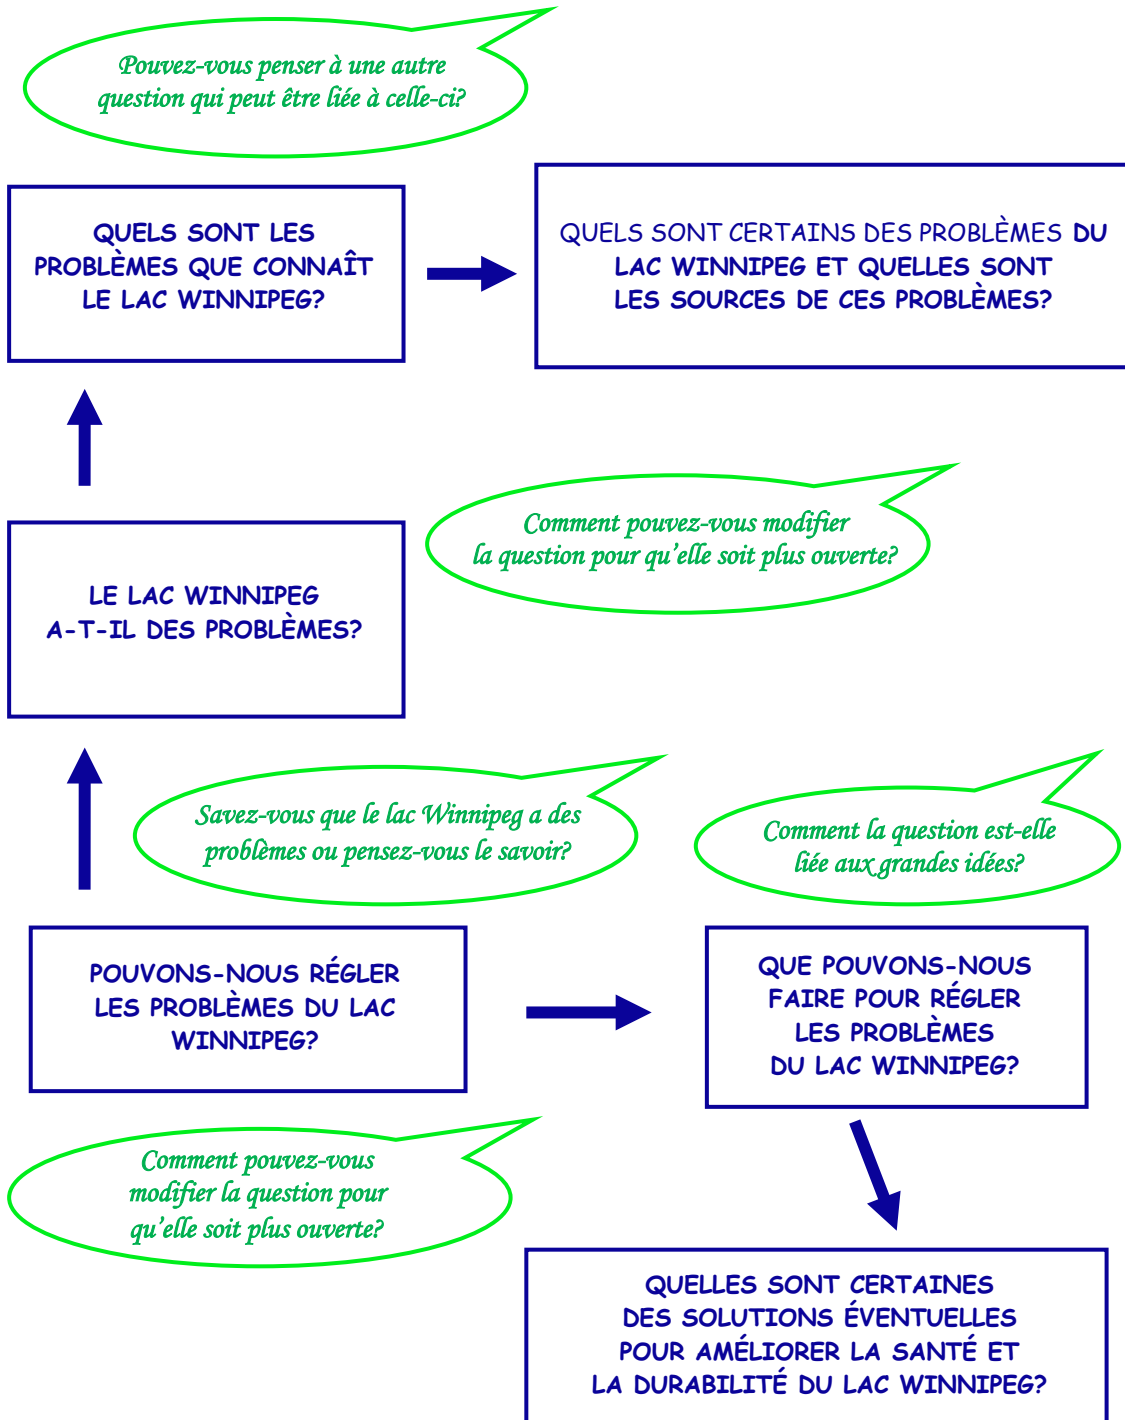 Pouvez-vous penser à une autre
question qui peut être liée à celle-ci?
QUELS SONT LES
PROBLÈMES QUE CONNAÎT
LE LAC WINNIPEG?
QUELS SONT CERTAINS DES PROBLÈMES DU
LAC WINNIPEG ET QUELLES SONT
LES SOURCES DE CES PROBLÈMES?
Comment pouvez-vous modifier
la question pour qu'elle soit plus ouverte?
LE LAC WINNIPEG
A-T-IL DES PROBLÈMES?
Savez-vous que le lac Winnipeg a des
problèmes ou pensez-vous le savoir?
Comment la question est-elle
liée aux grandes idées?
POUVONS-NOUS RÉGLER
LES PROBLÈMES DU LAC
WINNIPEG?
QUE POUVONS-NOUS
FAIRE POUR RÉGLER
LES PROBLÈMES
DU LAC WINNIPEG?
Comment pouvez-vous
modifier la question pour
qu'elle soit plus ouverte?
QUELLES SONT CERTAINES
DES SOLUTIONS ÉVENTUELLES
POUR AMÉLIORER LA SANTÉ ET
LA DURABILITÉ DU LAC WINNIPEG?